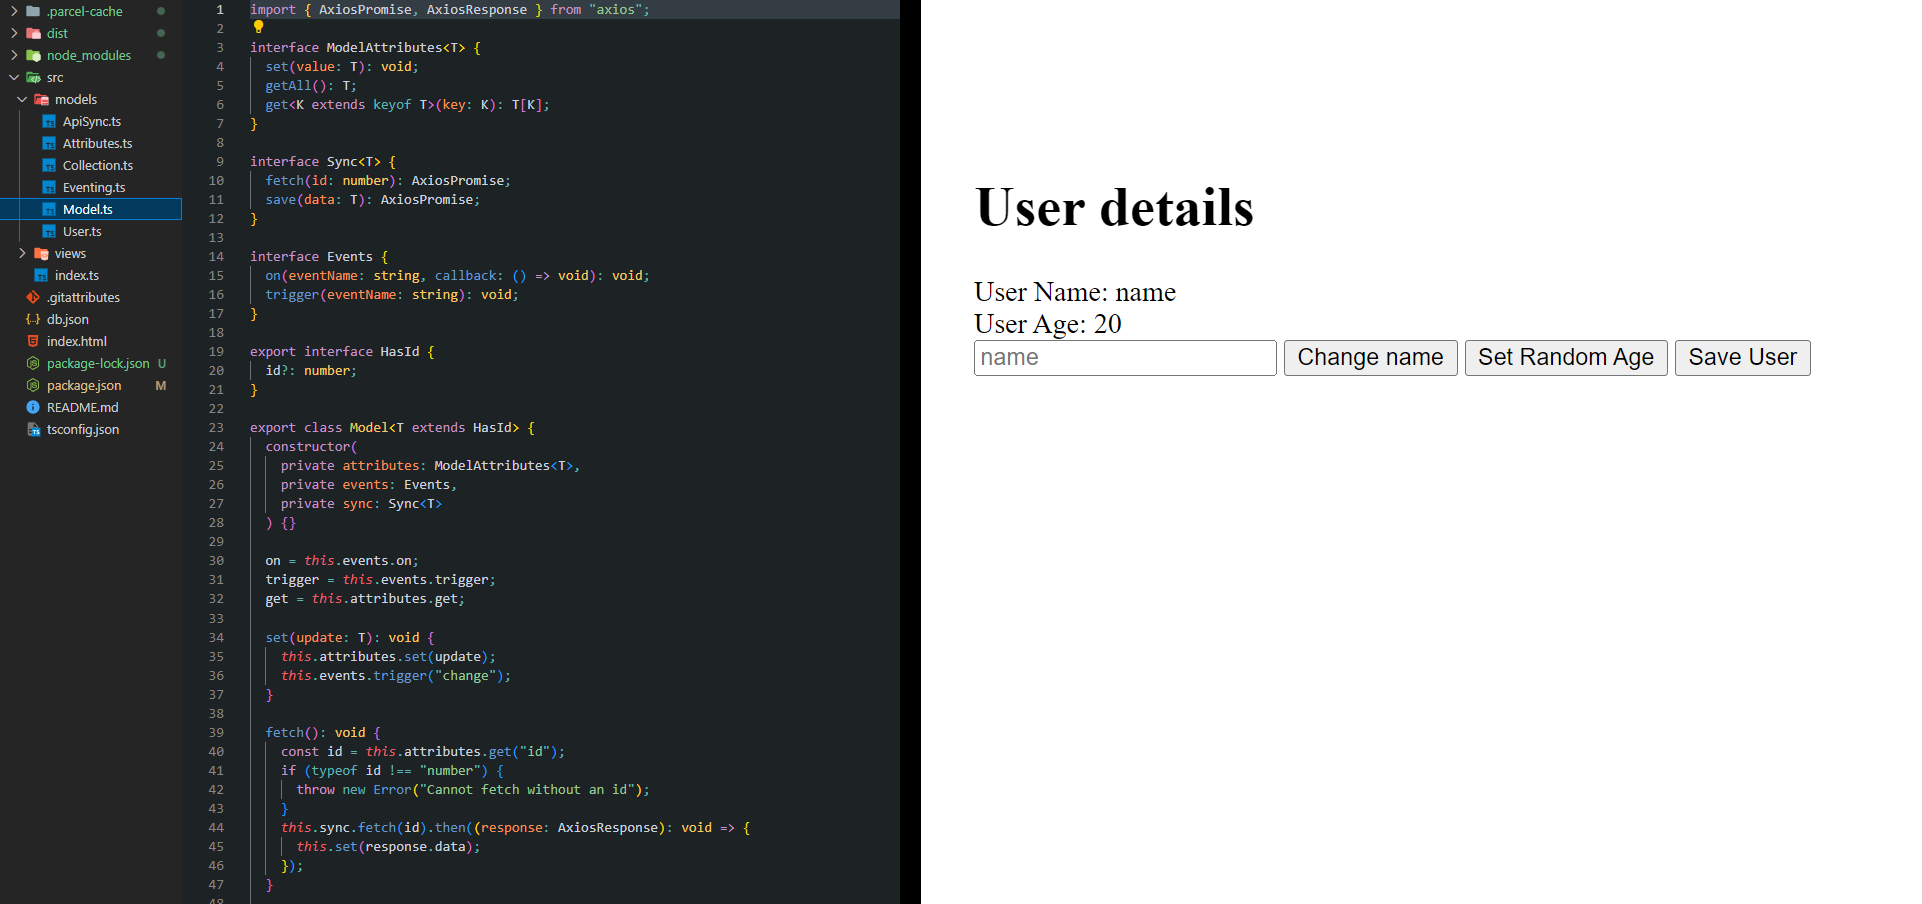 .parcel-cache
dist
node_modules
src
models
ApiSync.ts
Attributes.ts
Collection.ts
Eventing.ts
Model.ts
User.ts
views
index.ts
.gitattributes
db.json
index.html
package-lock.json U
package.json M
README.md
tsconfig.json
1 import { AxiosPromise, AxiosResponse } from "axios";
2
3 interface ModelAttributes<T> {
4   set(value: T): void;
5   getAll(): T;
6   get<K extends keyof T>(key: K): T[K];
7 }
8
9 interface Sync<T> {
10   fetch(id: number): AxiosPromise;
11   save(data: T): AxiosPromise;
12 }
13
14 interface Events {
15   on(eventName: string, callback: () => void): void;
16   trigger(eventName: string): void;
17 }
18
19 export interface HasId {
20   id?: number;
21 }
22
23 export class Model<T extends HasId> {
24   constructor(
25     private attributes: ModelAttributes<T>,
26     private events: Events,
27     private sync: Sync<T>
28   ) {}
29
30   on = this.events.on;
31   trigger = this.events.trigger;
32   get = this.attributes.get;
33
34   set(update: T): void {
35     this.attributes.set(update);
36     this.events.trigger("change");
37   }
38
39   fetch(): void {
40     const id = this.attributes.get("id");
41     if (typeof id !== "number") {
42       throw new Error("Cannot fetch without an id");
43     }
44     this.sync.fetch(id).then((response: AxiosResponse): void => {
45       this.set(response.data);
46     });
47   }
48
User details
User Name: name
User Age: 20
name Change name Set Random Age Save User